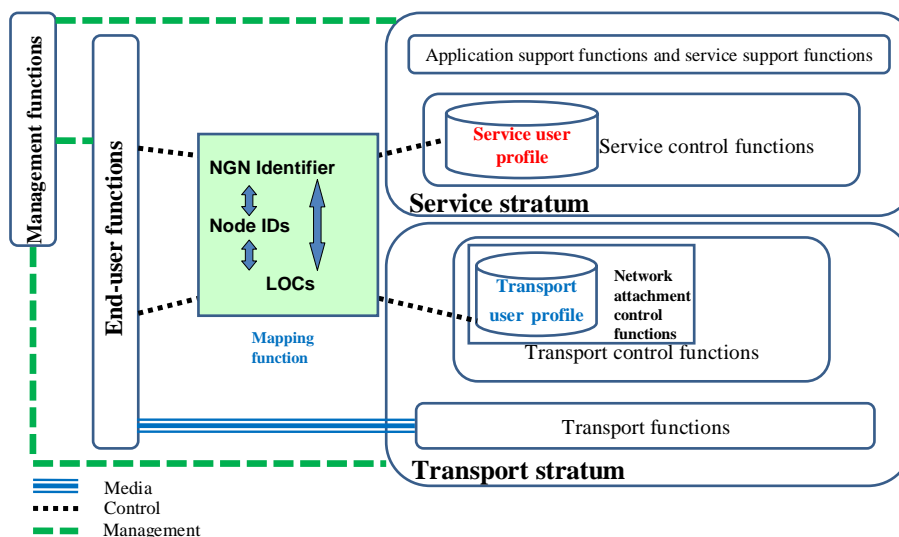 Management functions
End-user functions
Application support functions and service support functions
Service user
profile
Service control functions
Service stratum
NGN Identifier
Node IDs
LOCs
Mapping
function
Transport
user profile
Network
attachment
control
functions
Transport control functions
Transport functions
Transport stratum
Media
Control
Management